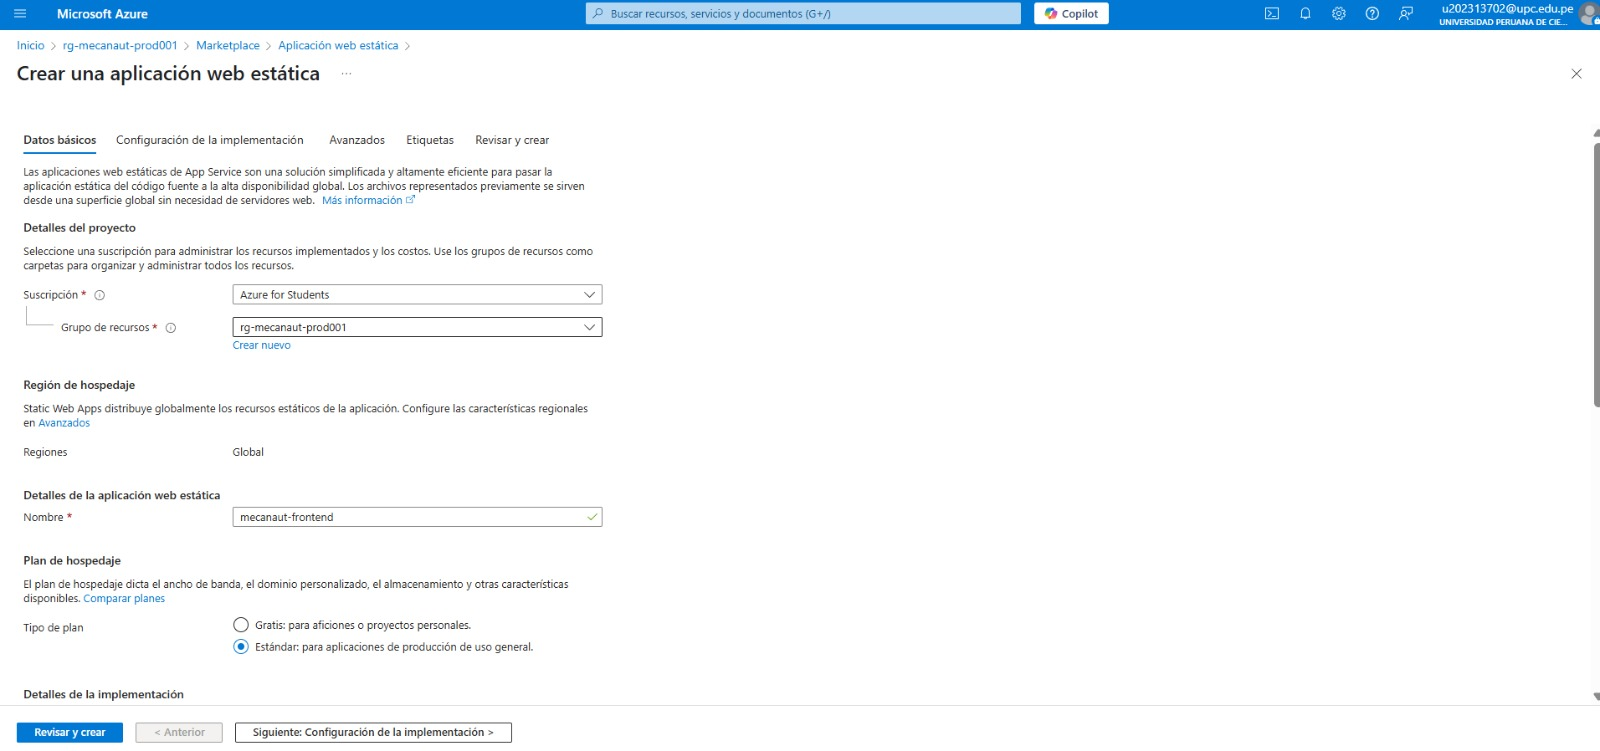 Microsoft Azure
Buscar recursos, servicios y documentos (G+/)
Copilot
u202313702@upc.edu.pe
UNIVERSIDAD PERUANA DE CIE...
Inicio > rg-mecanaut-prod001 > Marketplace > Aplicación web estática >
Crear una aplicación web estática ...
Datos básicos Configuración de la implementación Avanzados Etiquetas Revisar y crear
Las aplicaciones web estáticas de App Service son una solución simplificada y altamente eficiente para pasar la
aplicación estática del código fuente a la alta disponibilidad global. Los archivos representados previamente se sirven
desde una superficie global sin necesidad de servidores web. Más información
Detalles del proyecto
Seleccione una suscripción para administrar los recursos implementados y los costos. Use los grupos de recursos como
carpetas para organizar y administrar todos los recursos.
Suscripción * Azure for Students
Grupo de recursos * rg-mecanaut-prod001
Crear nuevo
Región de hospedaje
Static Web Apps distribuye globalmente los recursos estáticos de la aplicación. Configure las características regionales
en Avanzados
Regiones Global
Detalles de la aplicación web estática
Nombre * mecanaut-frontend
Plan de hospedaje
El plan de hospedaje dicta el ancho de banda, el dominio personalizado, el almacenamiento y otras características
disponibles. Comparar planes
Tipo de plan
Gratis: para aficiones o proyectos personales.
Estándar: para aplicaciones de producción de uso general.
Detalles de la implementación
Revisar y crear < Anterior Siguiente: Configuración de la implementación >